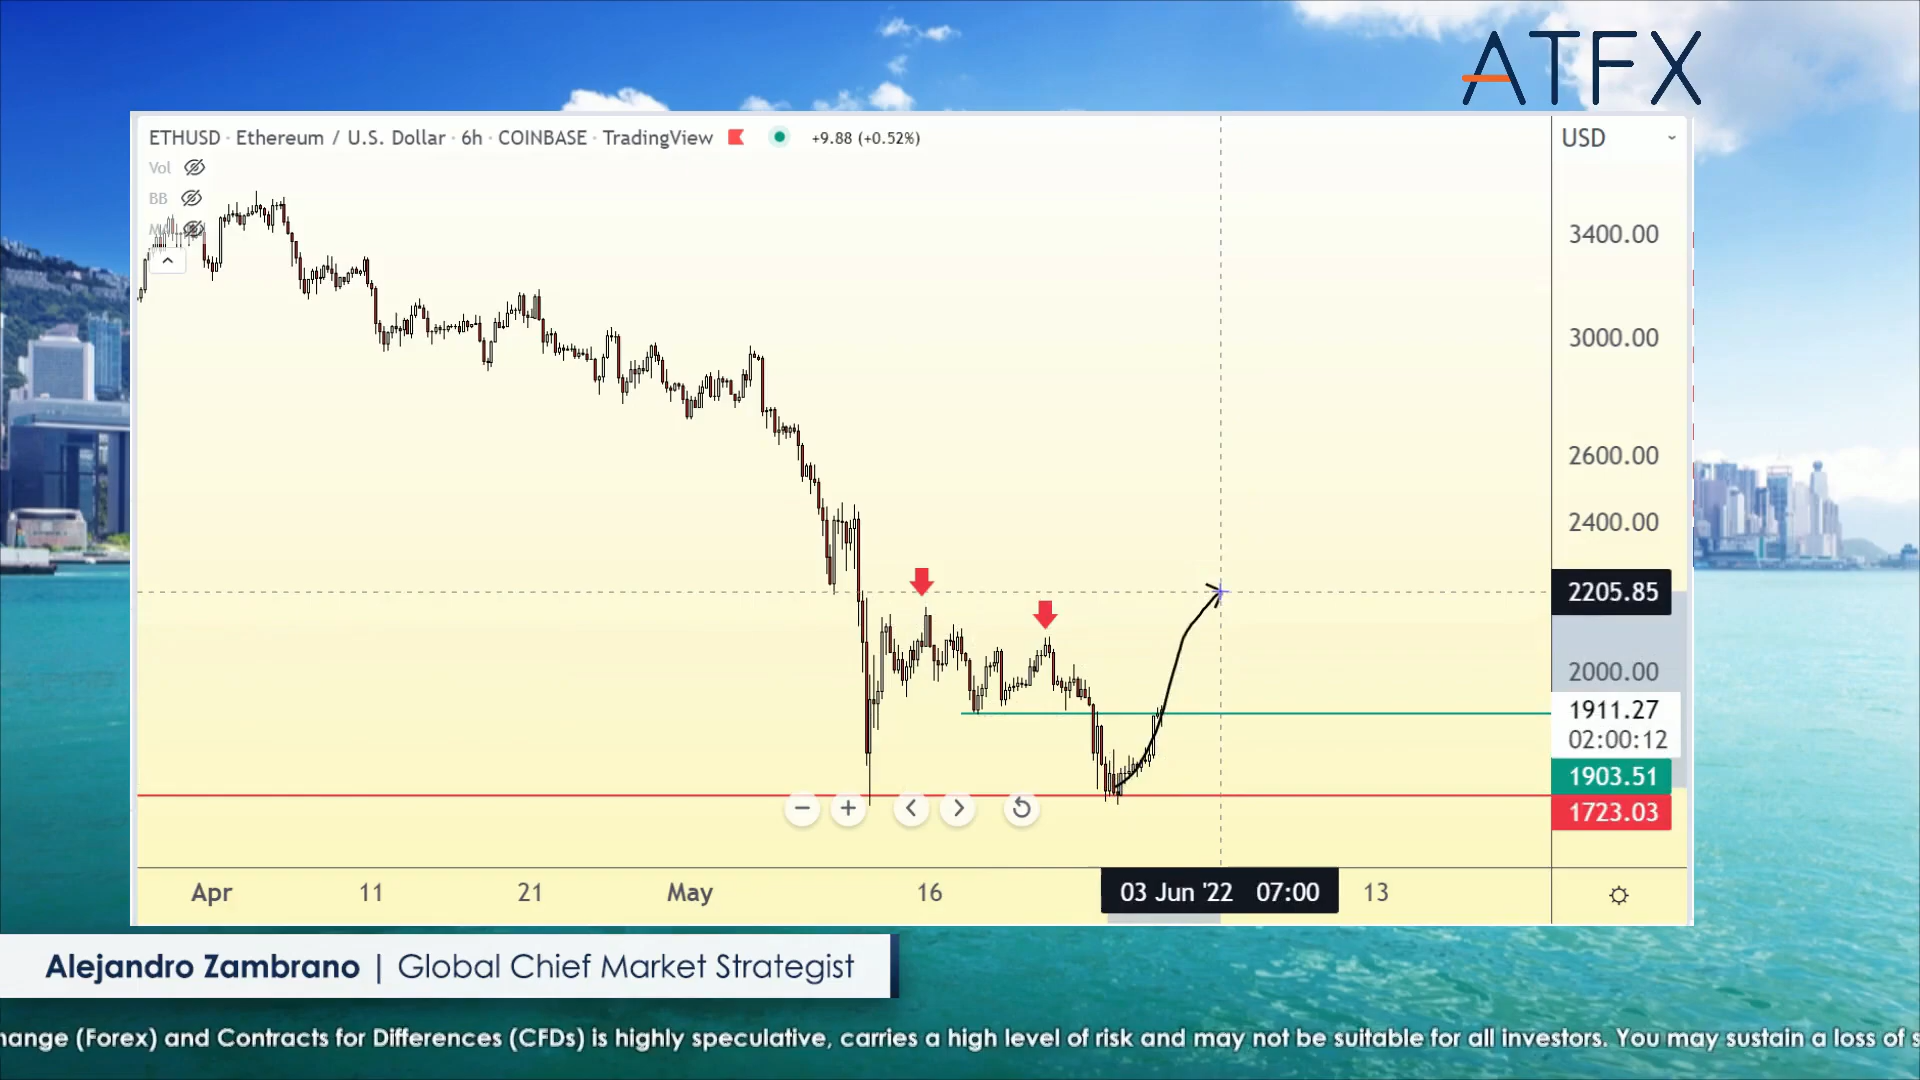 ATFX
ETHUSD · Ethereum / U.S. Dollar · 6h · COINBASE · TradingView
+9.88 (+0.52%)
USD
Vol
BB
3400.00
3000.00
2600.00
2400.00
2205.85
2000.00
1911.27
02:00:12
1903.51
1723.03
Apr 11 21 May 16 03 Jun '22 07:00 13
Alejandro Zambrano | Global Chief Market Strategist
(Forex) and Contracts for Differences (CFDs) is highly speculative, carries a high level of risk and may not be suitable for all investors. You may sustain a loss of